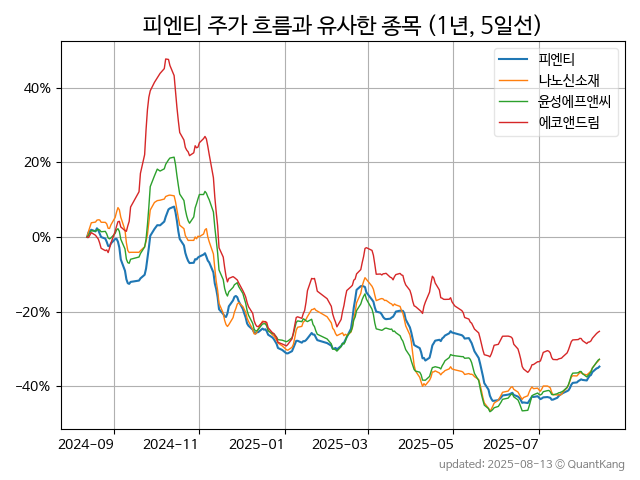 피엔티 주가 흐름과 유사한 종목 (1년, 5일선)
피엔티
나노신소재
윤성에프앤씨
에코앤드림
40%
20%
0%
−20%
−40%
2024-09 2024-11 2025-01 2025-03 2025-05 2025-07
updated: 2025-08-13 © QuantKang